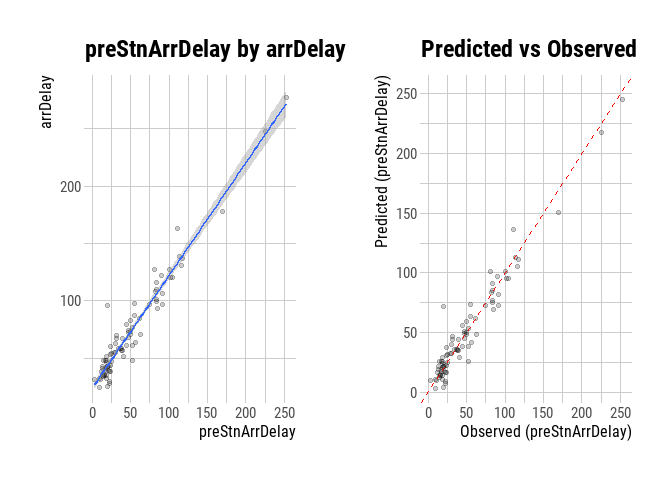 preStnArrDelay by arrDelay
arrDelay
200
100
0 50 100 150 200 250
preStnArrDelay
Predicted vs Observed
Predicted (preStnArrDelay)
250
200
150
100
50
0
0 50 100 150 200 250
Observed (preStnArrDelay)